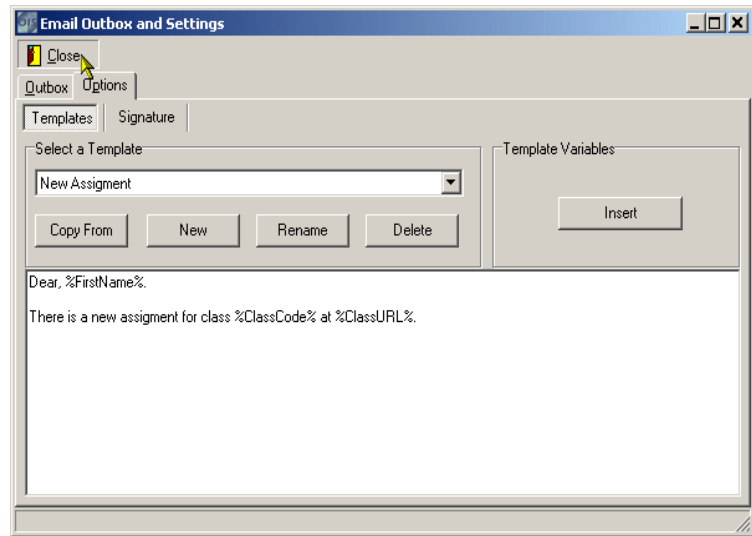 Email Outbox and Settings
Close
Outbox Options
Templates Signature
Select a Template
Template Variables
New Assigment
Insert
Copy From New Rename Delete
Dear, %FirstName%.
There is a new assigment for class %ClassCode% at %ClassURL%.